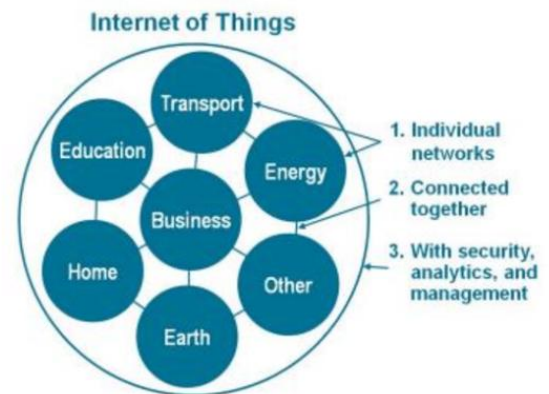 Internet of Things
Transport
Education
Energy
Business
Home
Other
Earth
1. Individual
networks
2. Connected
together
3. With security,
analytics, and
management